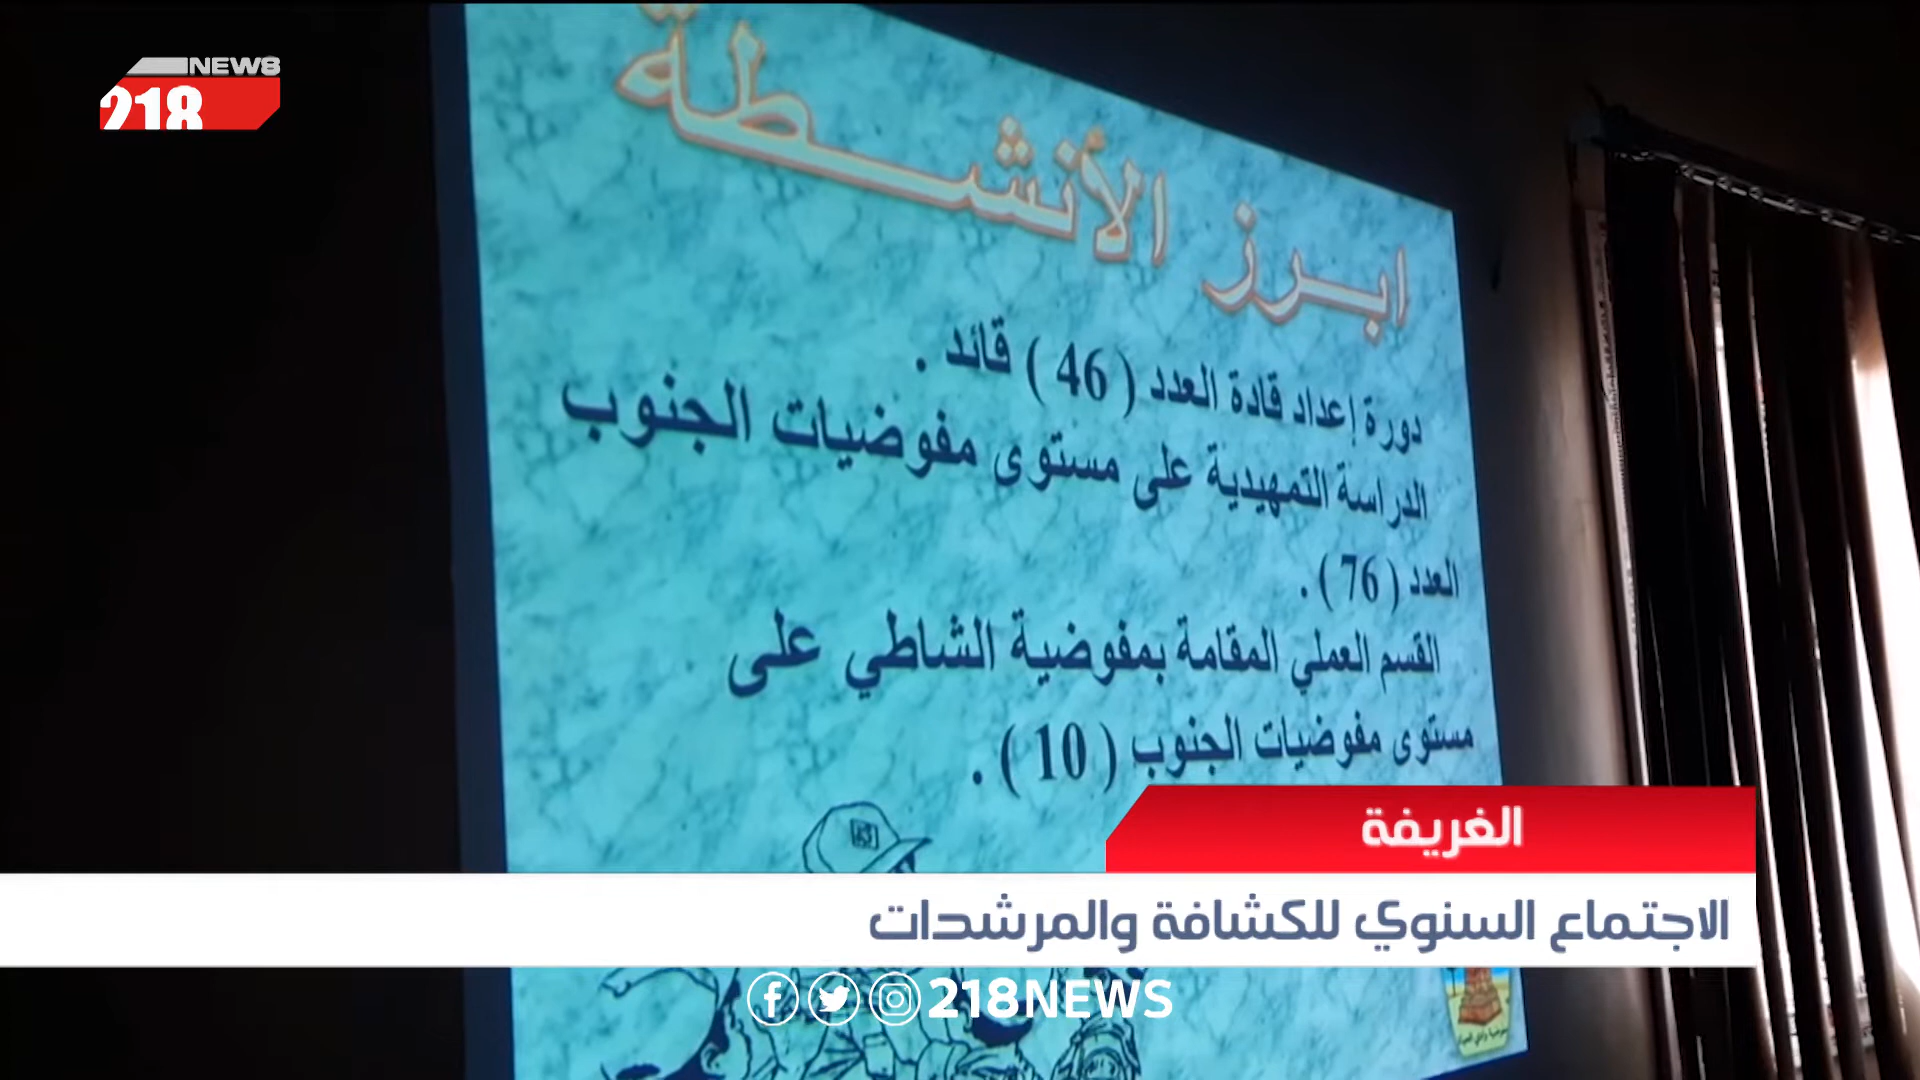 NEWS
218
ابرز الأنشطة
دورة إعداد قادة العدد ( 46 ) قائد .
الدراسة التمهيدية على مستوى مفوضيات الجنوب
العدد ( 76 ) .
القسم العملي المقامة بمفوضية الشاطي على
مستوى مفوضيات الجنوب ( 10 ) .
الغريفة
الاجتماع السنوي للكشافة والمرشدات
218NEWS